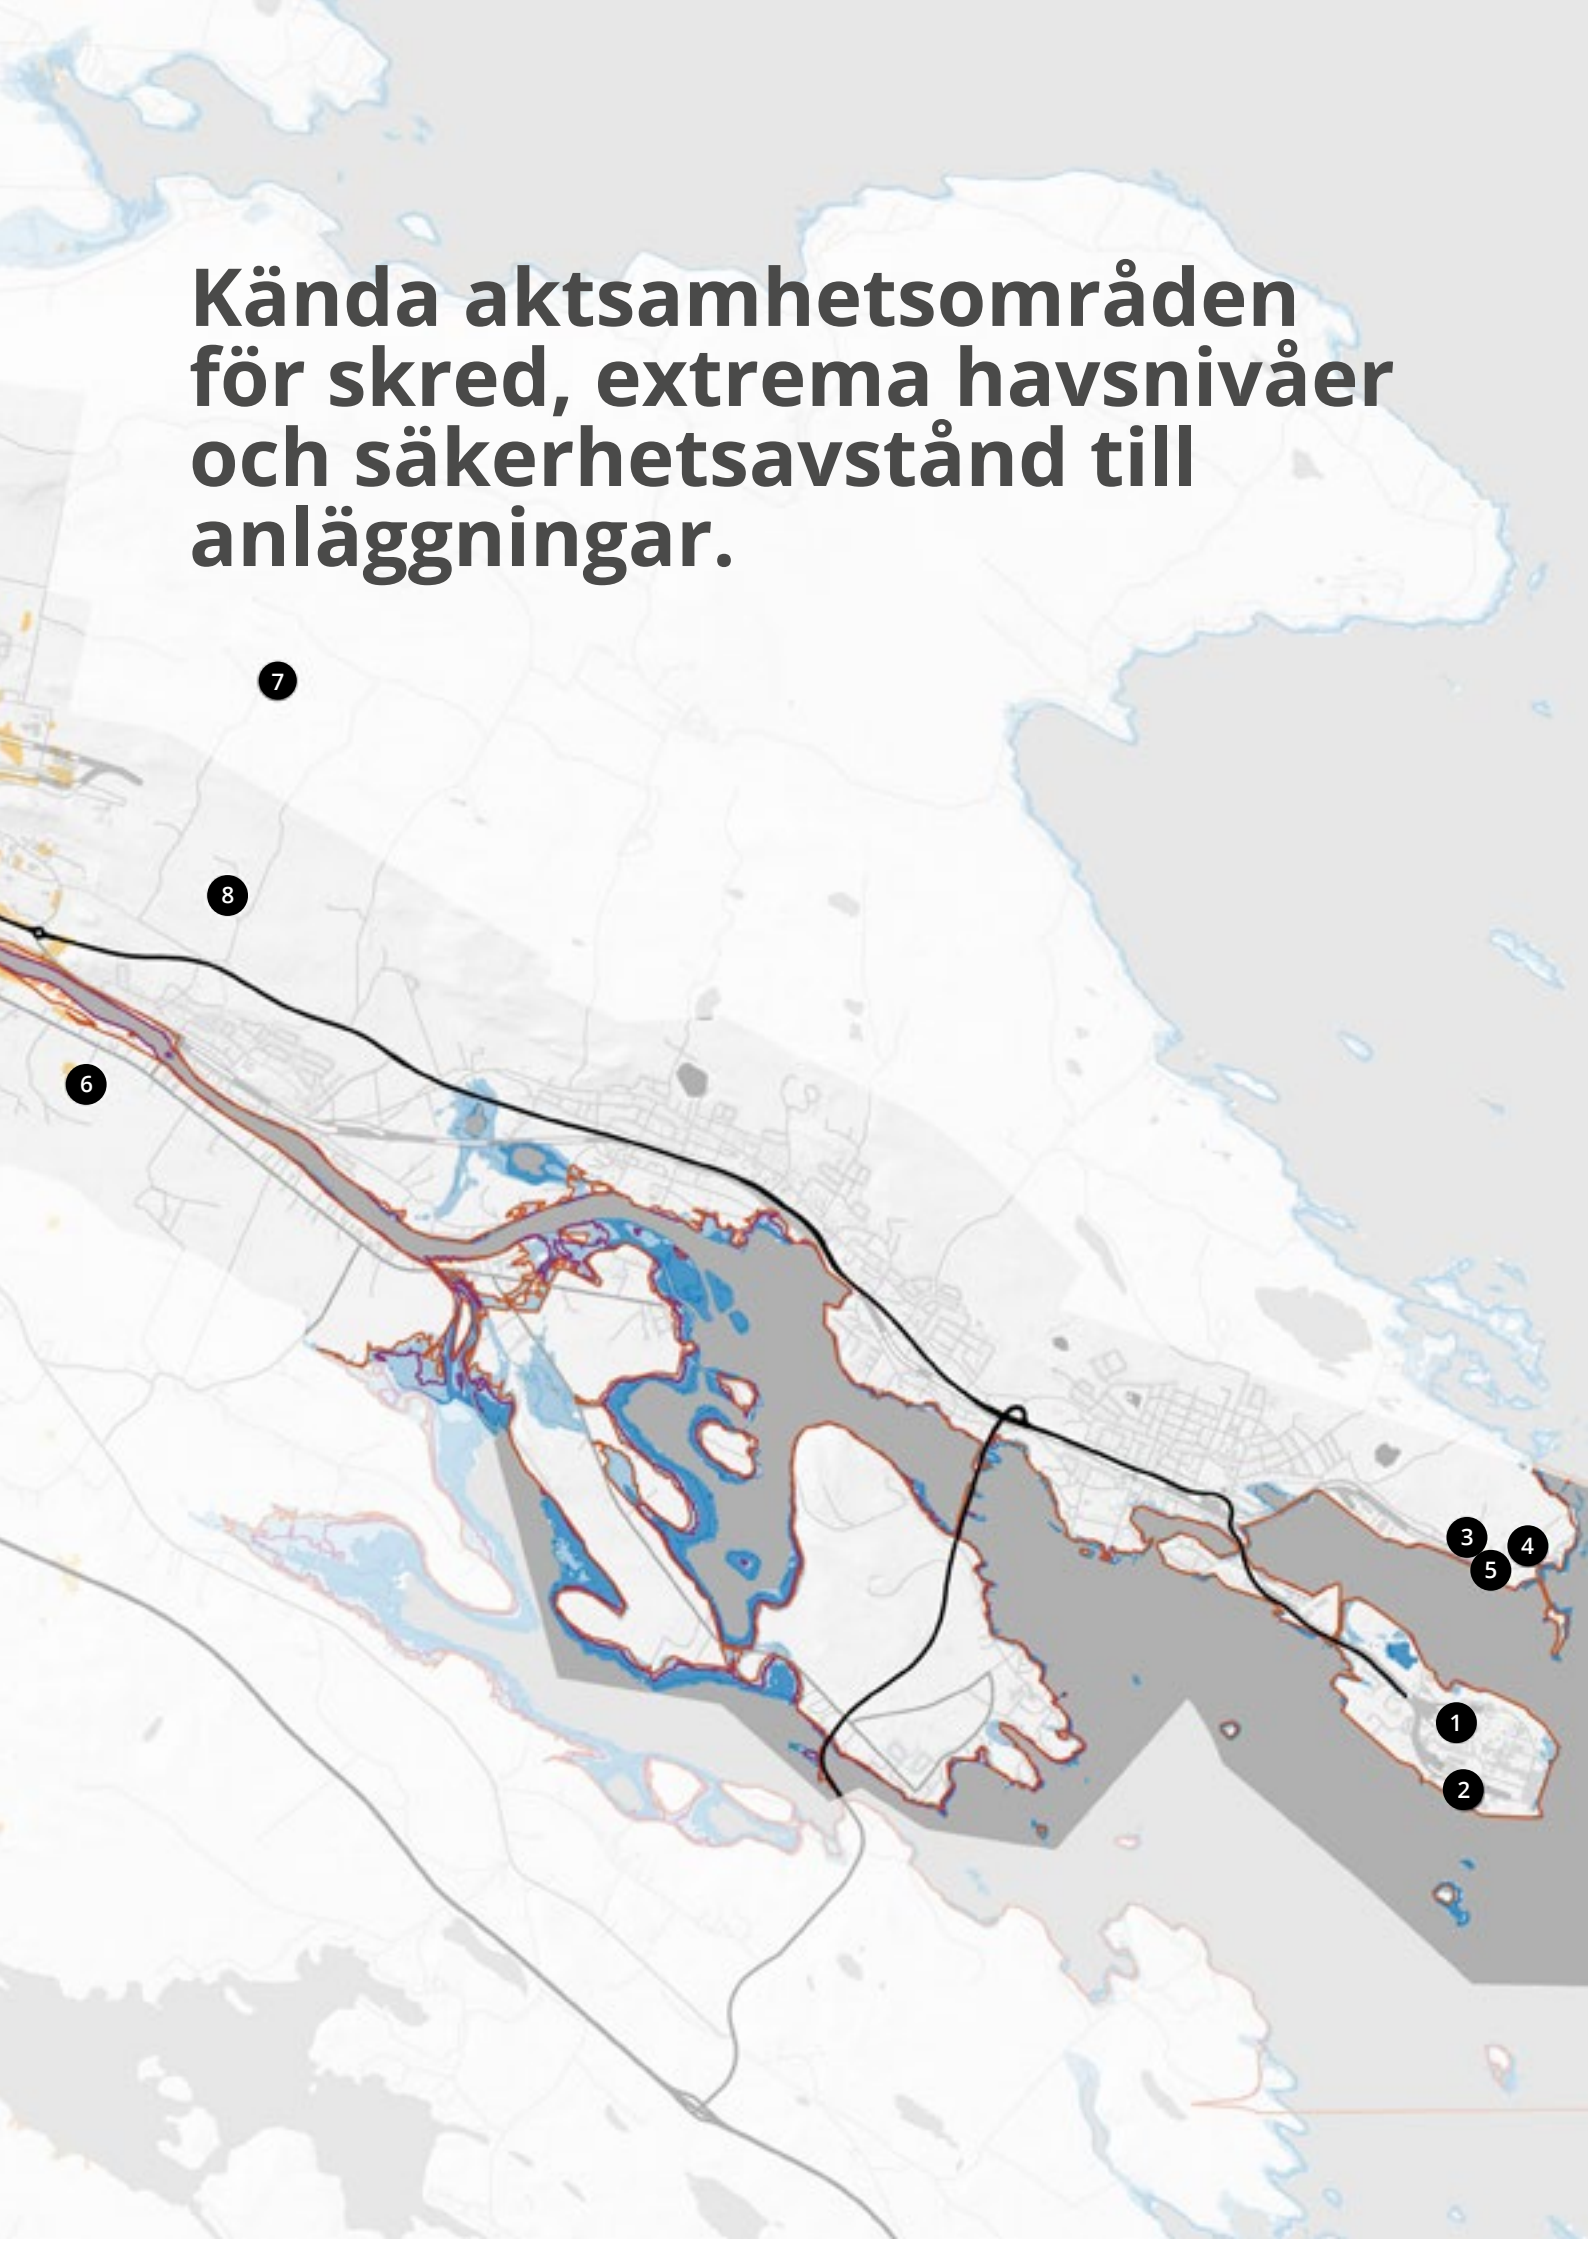 Kända aktsamhetsområden
för skred, extrema havsnivåer
och säkerhetsavstånd till
anläggningar.
7
8
6
3
4
5
1
2